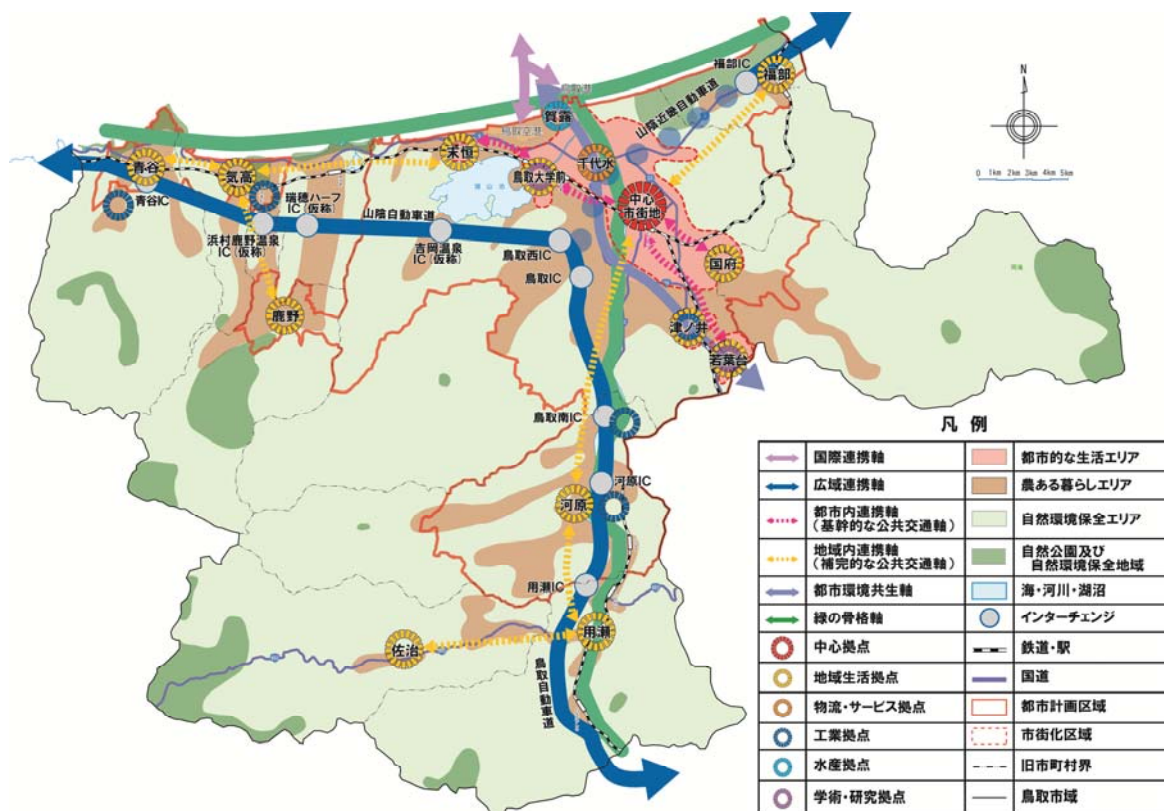 福部IC
福部
山陰近畿自動車道
N
0 1km 2km 3km 4km 5km
鳥取港
賀露
鳥取空港
末恒
千代水
青谷
気高
鳥取大学前
中心
市街地
湖山池
青谷IC
瑞穂ハーフ
IC(仮称)
山陰自動車道
浜村鹿野温泉
IC(仮称)
吉岡温泉
IC(仮称)
鳥取西IC
鳥取IC
国府
鹿野
津ノ井
若葉台
鳥取南IC
河原IC
河原
用瀬IC
用瀬
佐治
鳥取自動車道
凡 例
国際連携軸
都市的な生活エリア
広域連携軸
農ある暮らしエリア
都市内連携軸
(基幹的な公共交通軸)
自然環境保全エリア
地域内連携軸
(補完的な公共交通軸)
自然公園及び
自然環境保全地域
都市環境共生軸
海・河川・湖沼
緑の骨格軸
インターチェンジ
中心拠点
鉄道・駅
地域生活拠点
国道
物流・サービス拠点
都市計画区域
工業拠点
市街化区域
水産拠点
旧市町村界
学術・研究拠点
鳥取市域